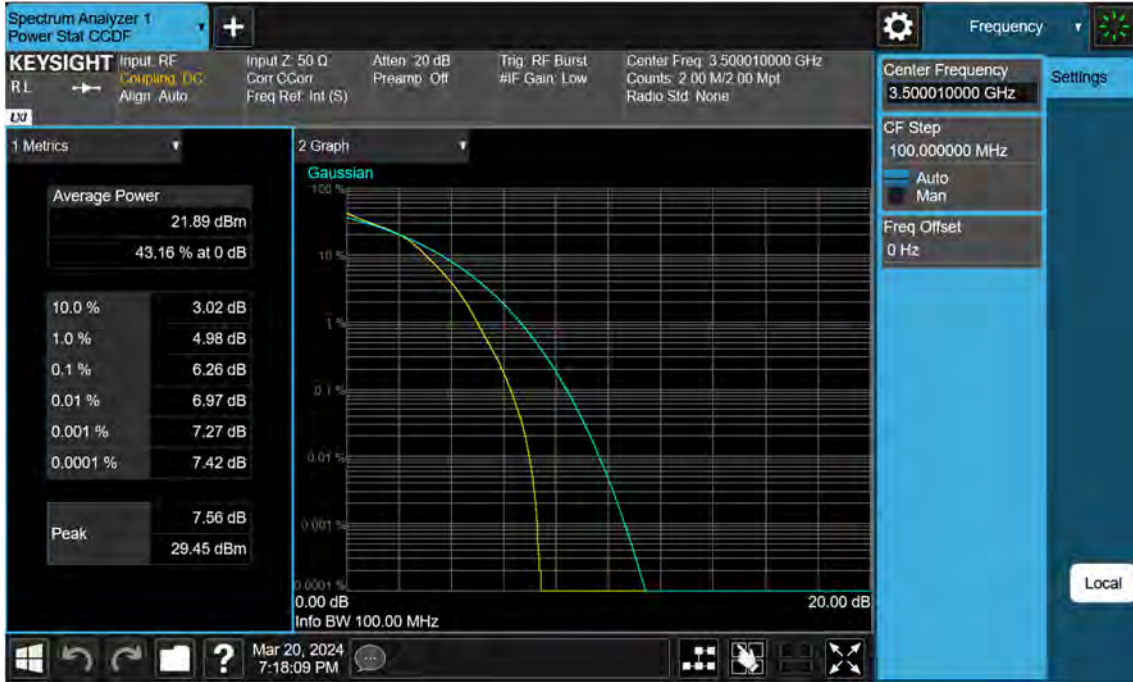 Spectrum Analyzer 1
Power Stat CCDF
+
Frequency
KEYSIGHT
RL
LXI
Input: RF
Coupling: DC
Align: Auto
Input Z: 50 Ω
Corr CCorr
Freq Ref: Int (S)
Atten: 20 dB
Preamp: Off
Trig: RF Burst
#IF Gain: Low
Center Freq: 3.500010000 GHz
Counts: 2.00 M/2.00 Mpt
Radio Std: None
Center Frequency
3.500010000 GHz
Settings
CF Step
100.000000 MHz
Auto
Man
Freq Offset
0 Hz
Local
1 Metrics
Average Power
21.89 dBm
43.16 % at 0 dB
10.0 % 3.02 dB
1.0 % 4.98 dB
0.1 % 6.26 dB
0.01 % 6.97 dB
0.001 % 7.27 dB
0.0001 % 7.42 dB
Peak
7.56 dB
29.45 dBm
2 Graph
Gaussian
100 %
10 %
1 %
0.1 %
0.01 %
0.001 %
0.0001 %
0.00 dB 20.00 dB
Info BW 100.00 MHz
?
Mar 20, 2024
7:18:09 PM